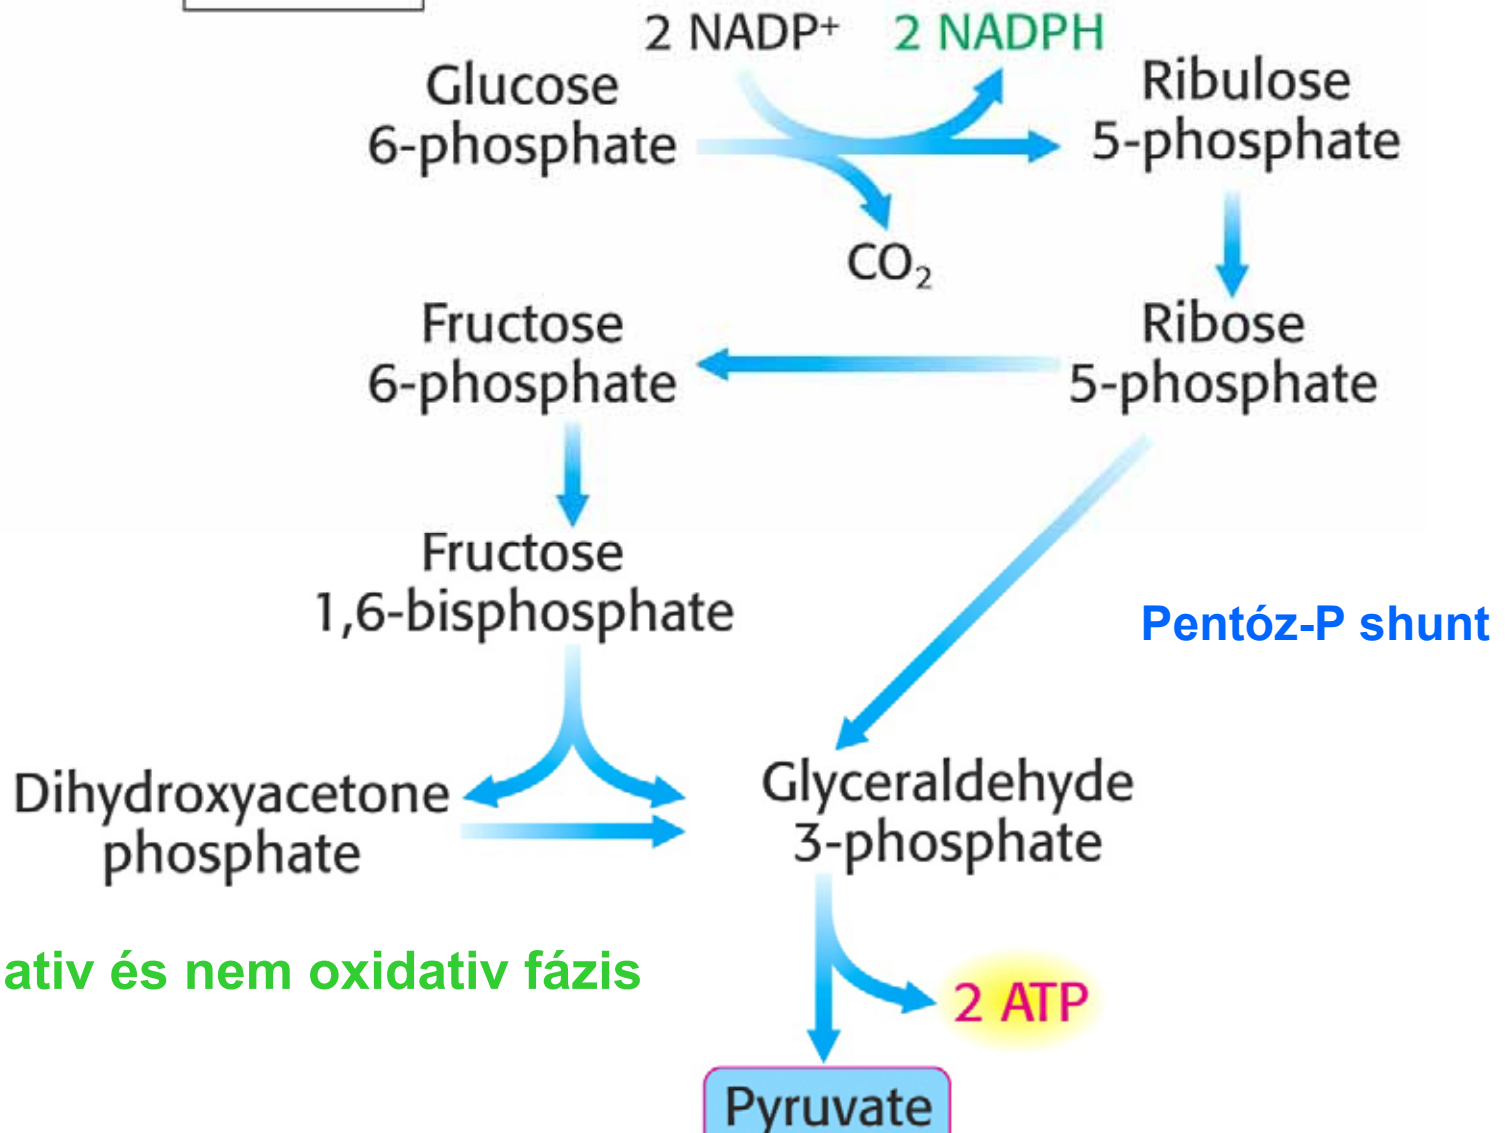 2 NADP⁺
2 NADPH
Glucose
6-phosphate
Ribulose
5-phosphate
CO₂
Fructose
6-phosphate
Ribose
5-phosphate
Fructose
1,6-bisphosphate
Pentóz-P shunt
Dihydroxyacetone
phosphate
Glyceraldehyde
3-phosphate
ativ és nem oxidativ fázis
2 ATP
Pyruvate